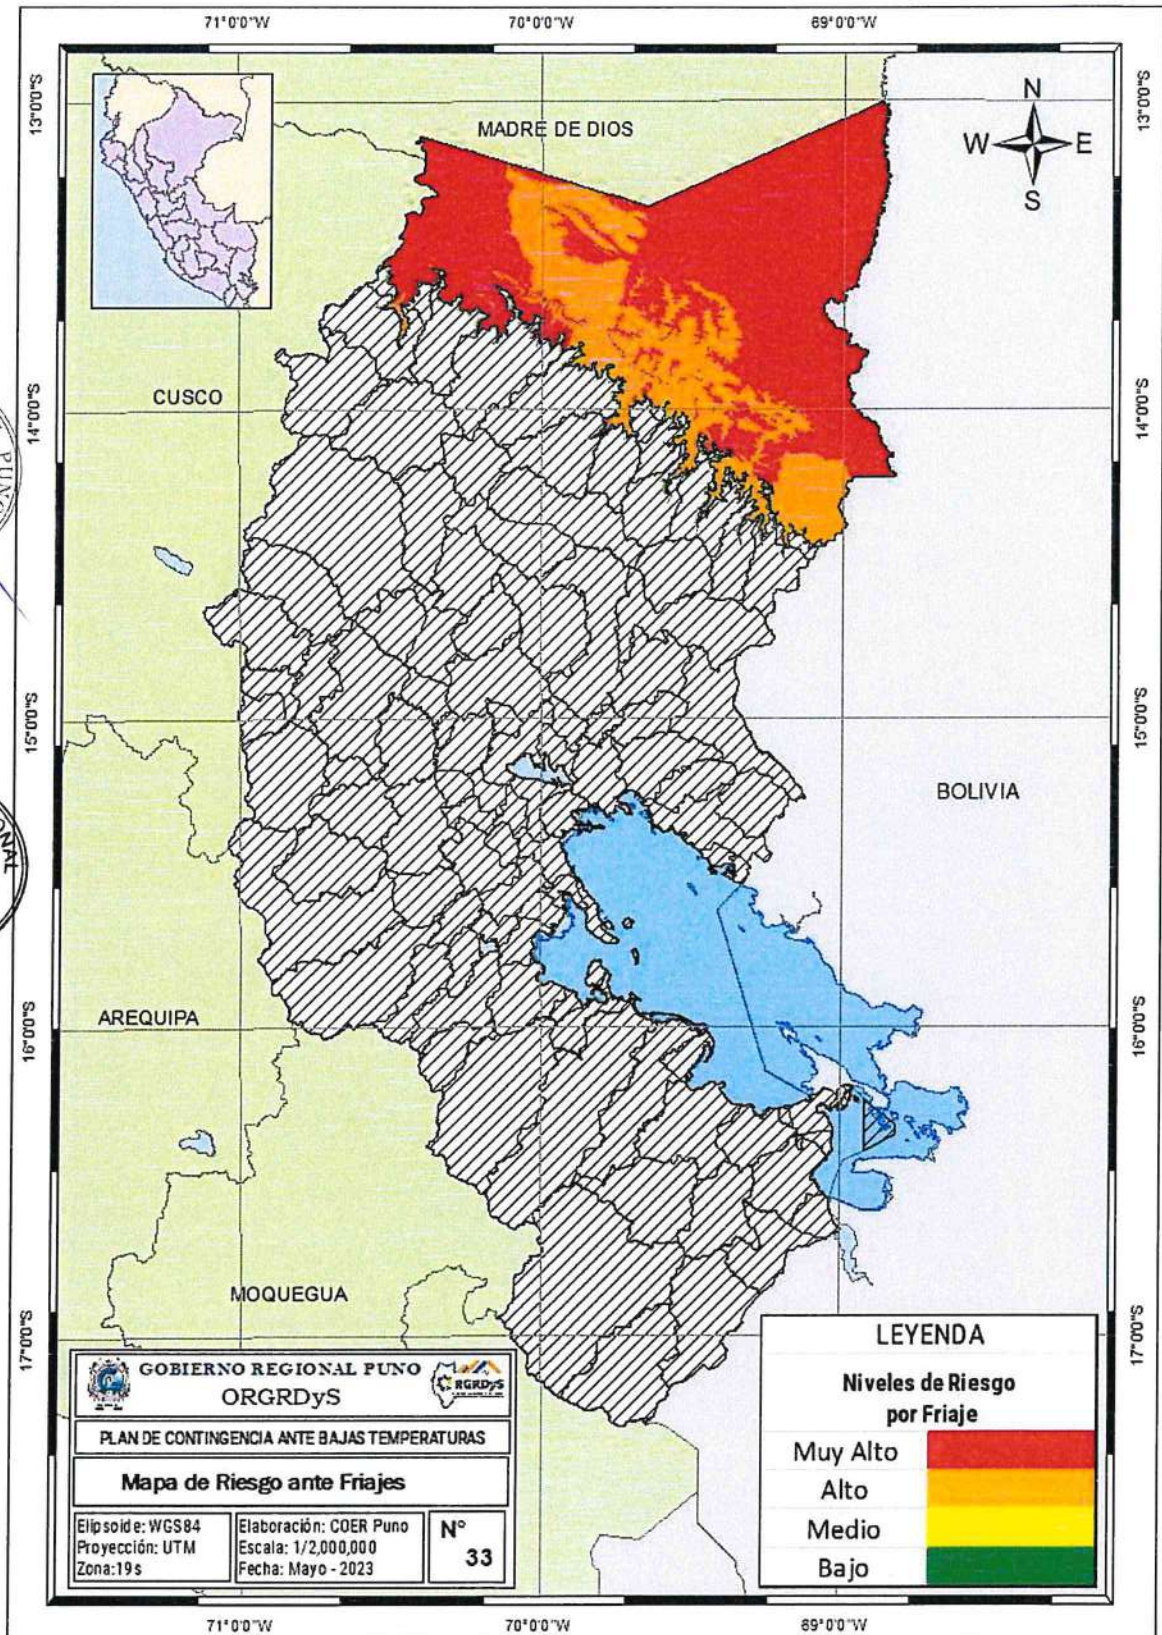 71°0'0"W 70°0'0"W 69°0'0"W
13°0'0"S
13°0'0"S
MADRE DE DIOS
N
W E
S
CUSCO
14°0'0"S
14°0'0"S
PUNO
15°0'0"S
15°0'0"S
BOLIVIA
AREQUIPA
16°0'0"S
16°0'0"S
MOQUEGUA
17°0'0"S
17°0'0"S
GOBIERNO REGIONAL PUNO
ORGRDyS
PLAN DE CONTINGENCIA ANTE BAJAS TEMPERATURAS
Mapa de Riesgo ante Friajes
Elipsoide: WGS84
Proyección: UTM
Zona:19s
Elaboración: COER Puno
Escala: 1/2,000,000
Fecha: Mayo - 2023
N°
33
LEYENDA
Niveles de Riesgo
por Friaje
Muy Alto
Alto
Medio
Bajo
71°0'0"W 70°0'0"W 69°0'0"W